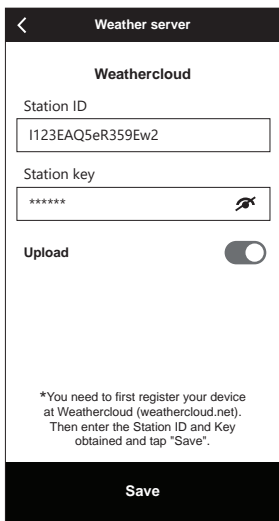 Weather server
Weathercloud
Station ID
I123EAQ5eR359Ew2
Station key
******
Upload
*You need to first register your device
at Weathercloud (weathercloud.net).
Then enter the Station ID and Key
obtained and tap "Save".
Save